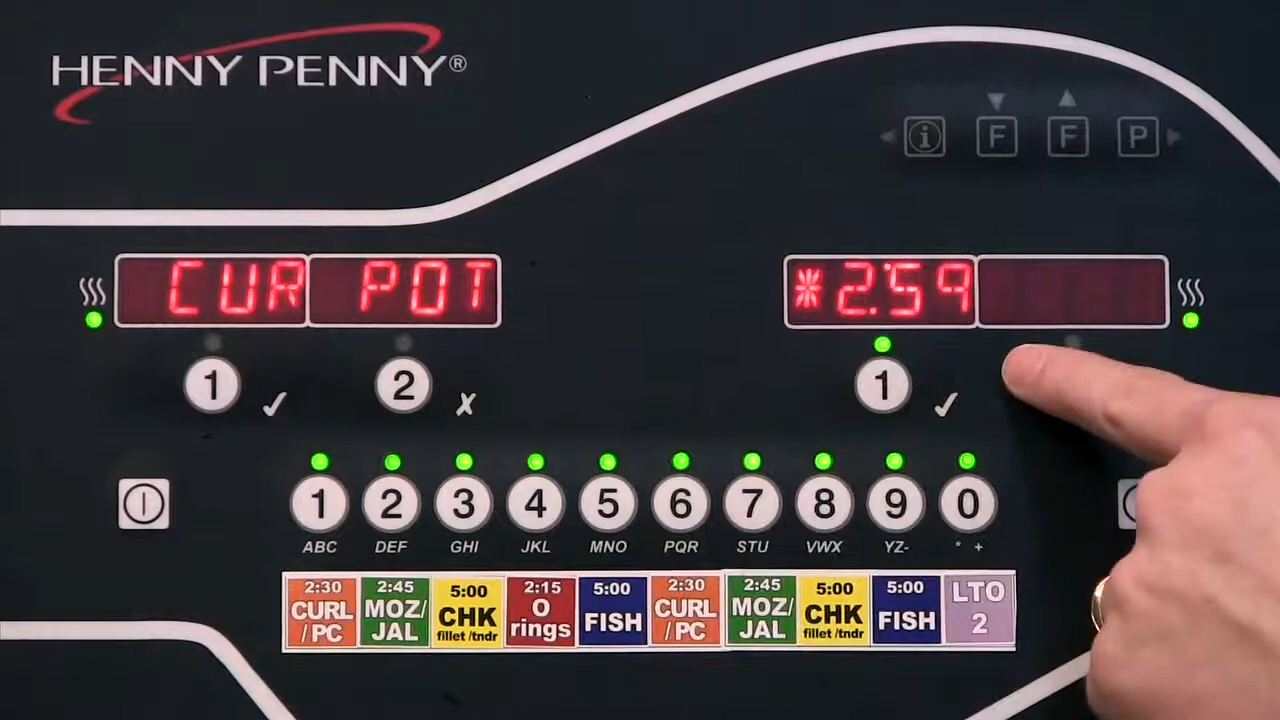 HENNY PENNY®
i F F P
CUR POT
*2:59
1 2 1
1 2 3 4 5 6 7 8 9 0
ABC DEF GHI JKL MNO PQR STU VWX YZ- * +
2:30 CURL /PC
2:45 MOZ/ JAL
5:00 CHK fillet /tndr
2:15 O rings
5:00 FISH
2:30 CURL /PC
2:45 MOZ/ JAL
5:00 CHK fillet /tndr
5:00 FISH
LTO 2